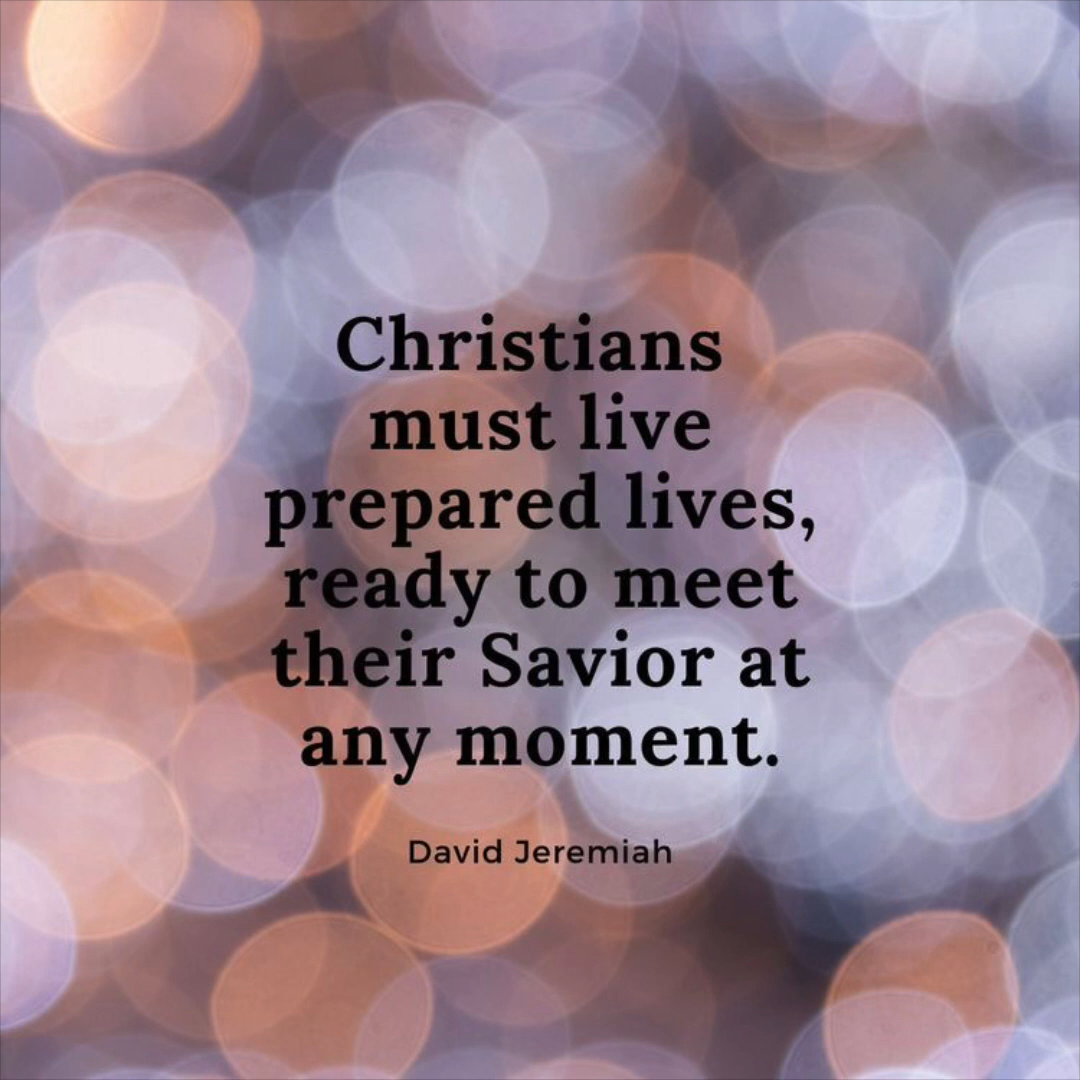 Christians
must live
prepared lives,
ready to meet
their Savior at
any moment.
David Jeremiah